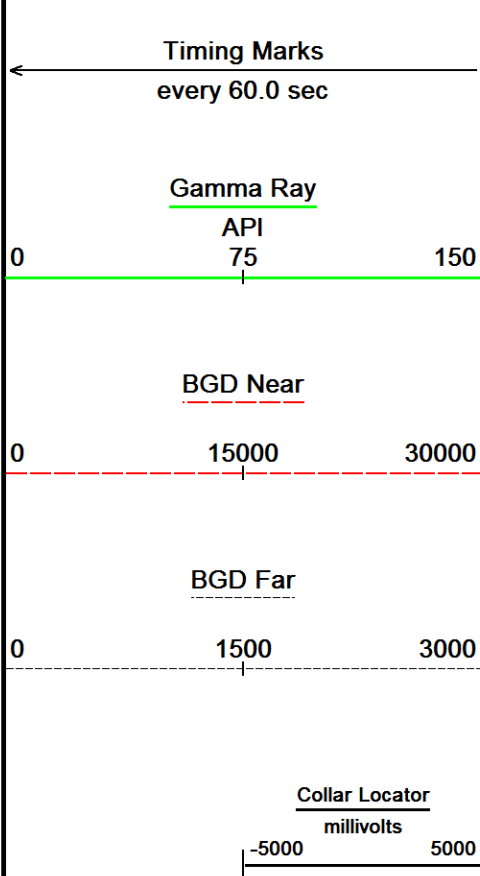 Timing Marks
every 60.0 sec
Gamma Ray
API
0 75 150
BGD Near
0 15000 30000
BGD Far
0 1500 3000
Collar Locator
millivolts
-5000 5000